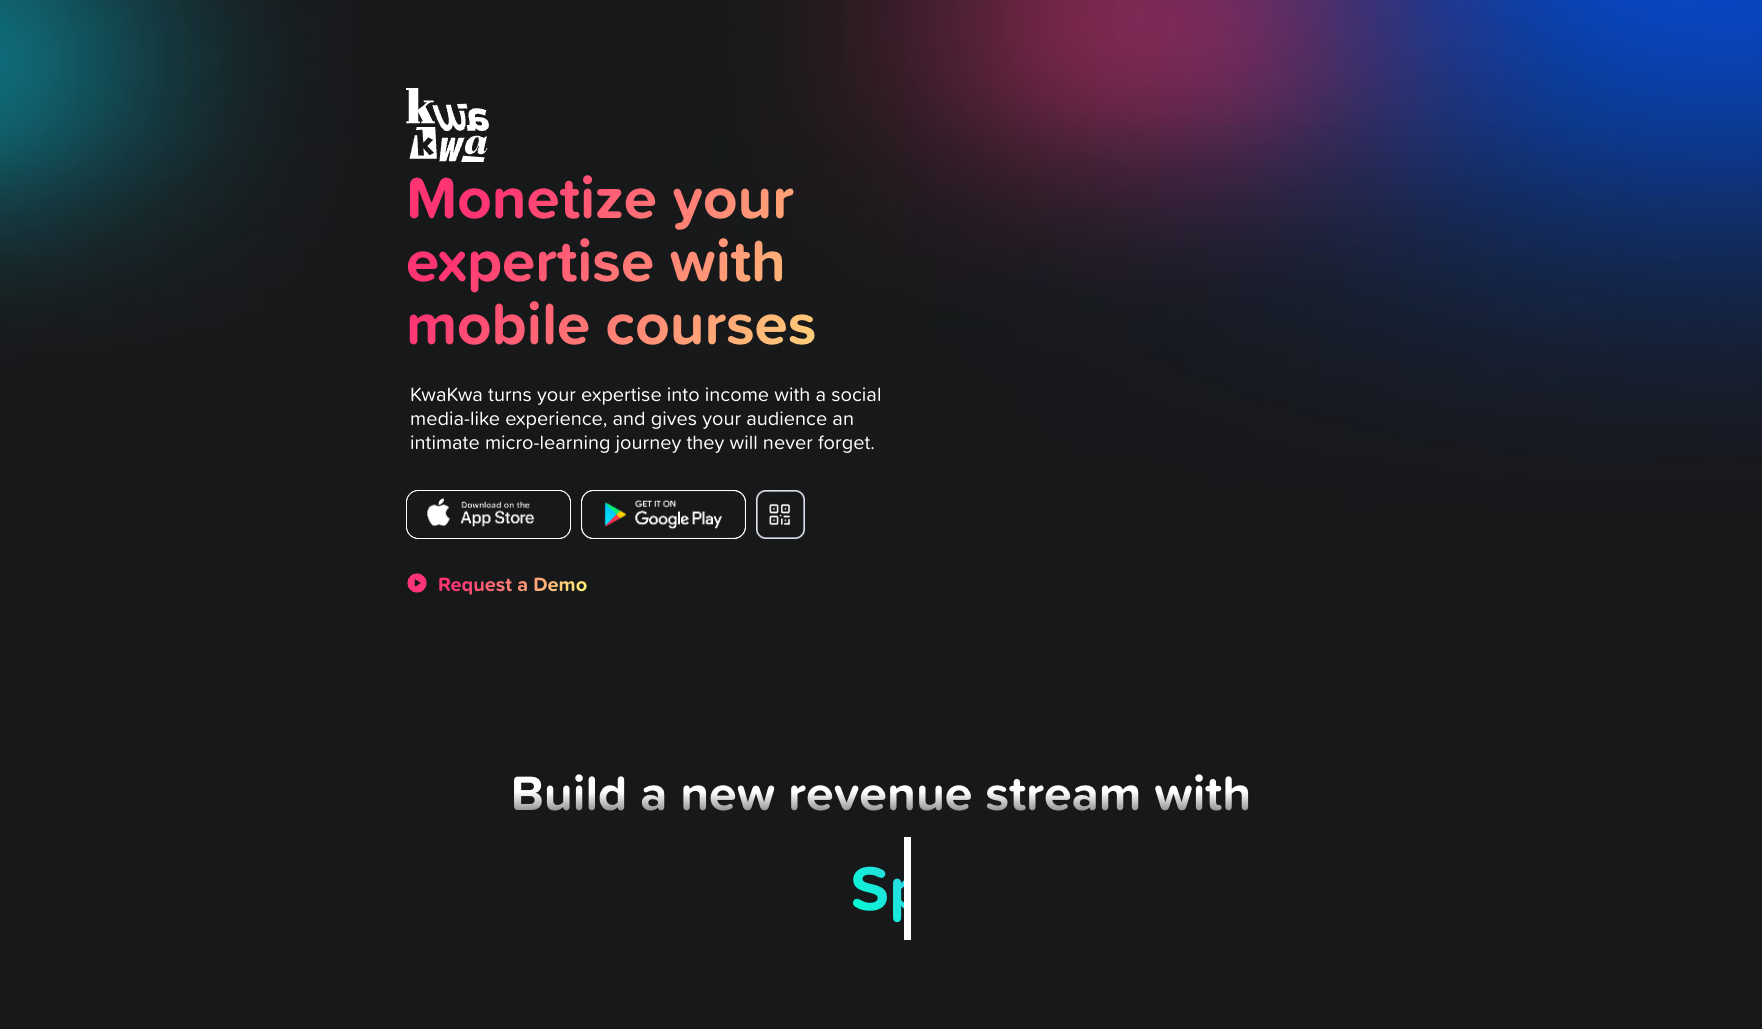 kwa
kwa
Monetize your
expertise with
mobile courses
KwaKwa turns your expertise into income with a social
media-like experience, and gives your audience an
intimate micro-learning journey they will never forget.
Download on the
App Store
GET IT ON
Google Play
Request a Demo
Build a new revenue stream with
Sp